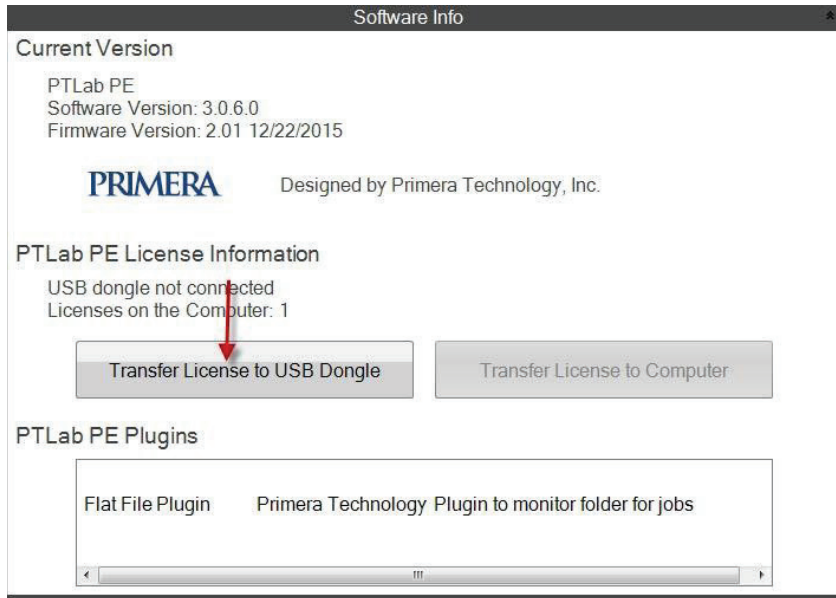 Software Info
Current Version
PTLab PE
Software Version: 3.0.6.0
Firmware Version: 2.01 12/22/2015
PRIMERA Designed by Primera Technology, Inc.
PTLab PE License Information
USB dongle not connected
Licenses on the Computer: 1
Transfer License to USB Dongle Transfer License to Computer
PTLab PE Plugins
Flat File Plugin Primera Technology Plugin to monitor folder for jobs